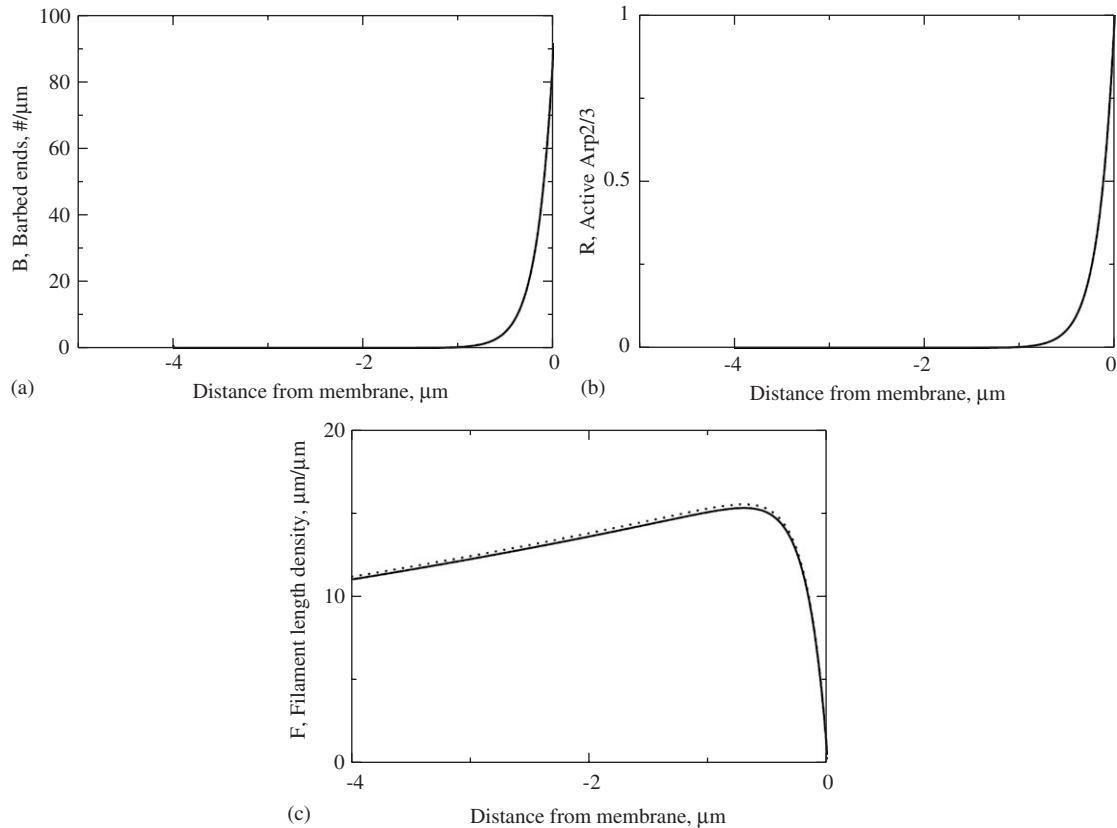 100
80
60
40
20
0
B, Barbed ends, #/μm
-4
-2
0
(a)
Distance from membrane, μm
1
0.5
0
R, Active Arp2/3
-4
-2
0
(b)
Distance from membrane, μm
20
10
0
F, Filament length density, μm/μm
-4
-2
0
(c)
Distance from membrane, μm